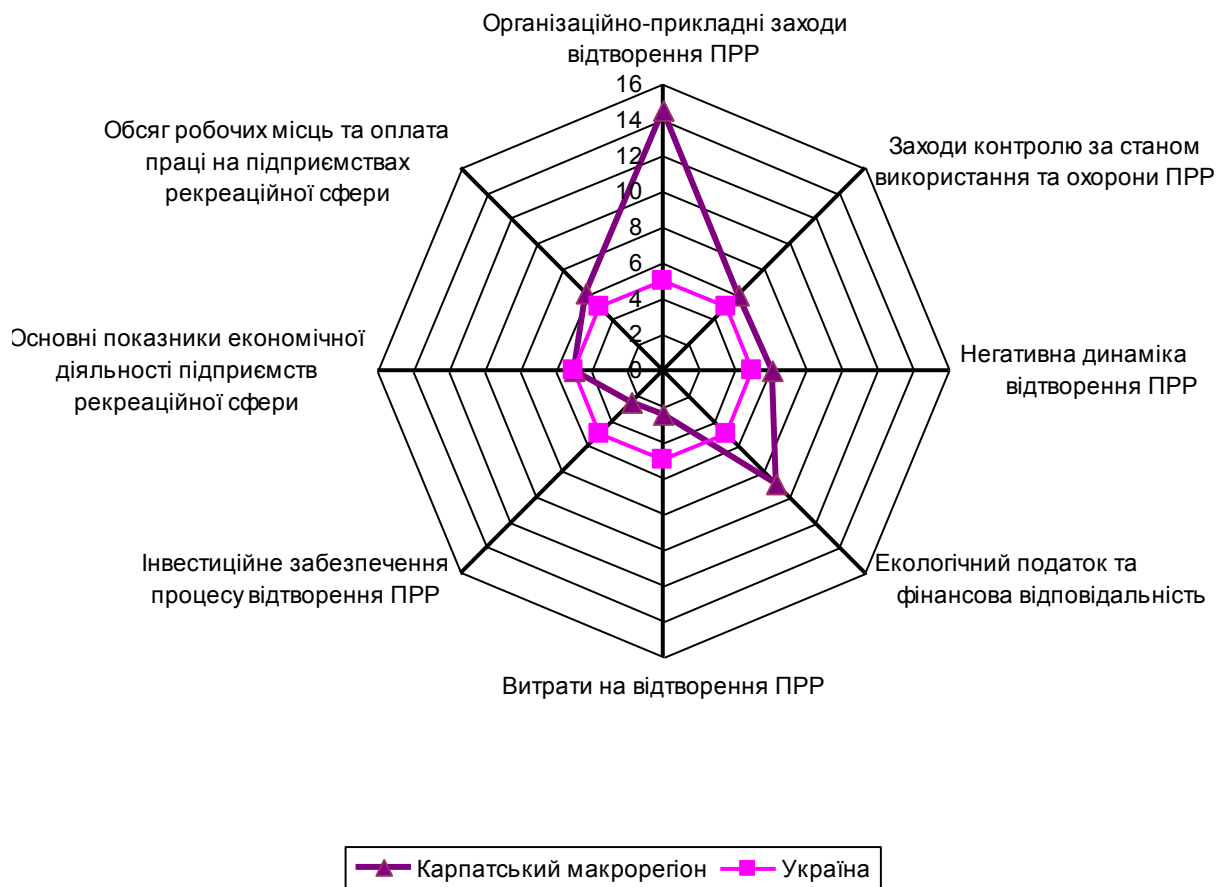 Організаційно-прикладні заходи
відтворення ПРР
16
14
12
10
8
6
4
2
0
Заходи контролю за станом
використання та охорони ПРР
Негативна динаміка
відтворення ПРР
Екологічний податок та
фінансова відповідальність
Витрати на відтворення ПРР
Інвестиційне забезпечення
процесу відтворення ПРР
Основні показники економічної
діяльності підприємств
рекреаційної сфери
Обсяг робочих місць та оплата
праці на підприємствах
рекреаційної сфери
Карпатський макрорегіон
Україна